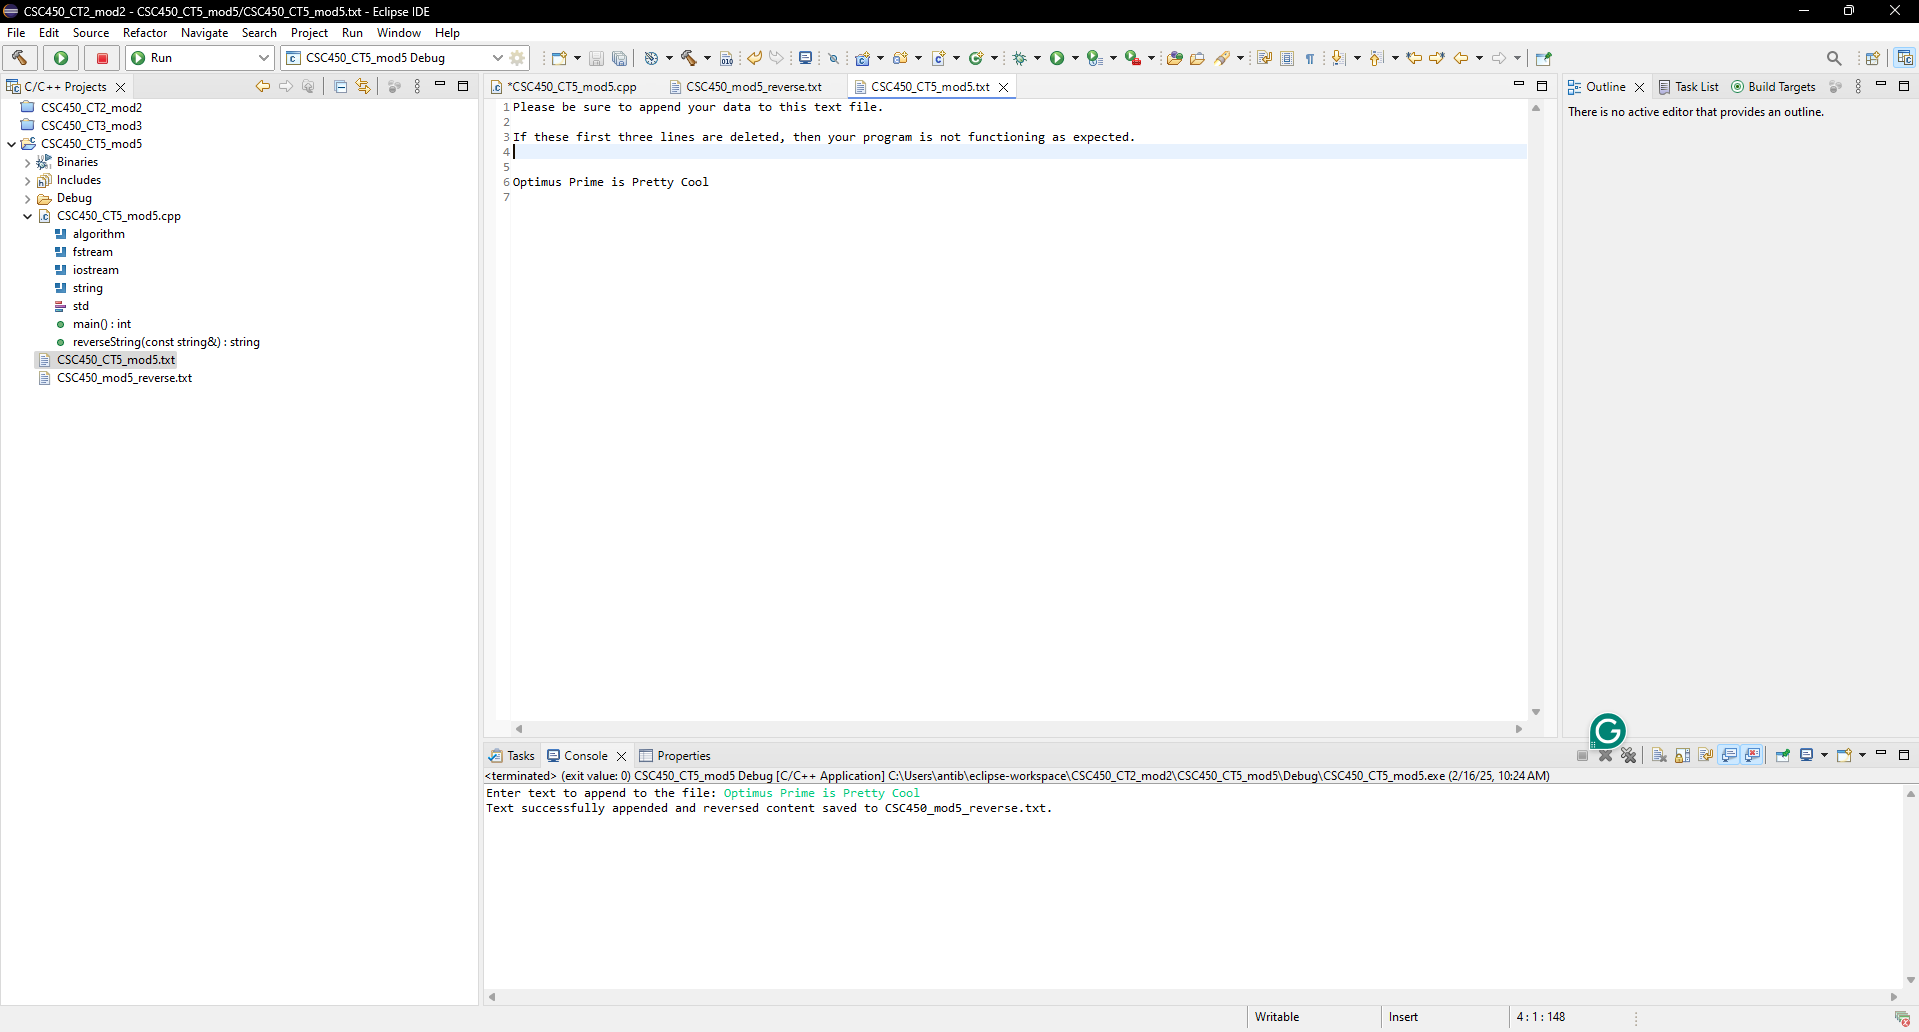 CSC450_CT2_mod2 - CSC450_CT5_mod5/CSC450_CT5_mod5.txt - Eclipse IDE
File Edit Source Refactor Navigate Search Project Run Window Help
Run
CSC450_CT5_mod5 Debug
C/C++ Projects
CSC450_CT2_mod2
CSC450_CT3_mod3
CSC450_CT5_mod5
Binaries
Includes
Debug
CSC450_CT5_mod5.cpp
algorithm
fstream
iostream
string
std
main() : int
reverseString(const string&) : string
CSC450_CT5_mod5.txt
CSC450_mod5_reverse.txt
*CSC450_CT5_mod5.cpp CSC450_mod5_reverse.txt CSC450_CT5_mod5.txt
1 Please be sure to append your data to this text file.
2
3 If these first three lines are deleted, then your program is not functioning as expected.
4
5
6 Optimus Prime is Pretty Cool
7
Outline Task List Build Targets
There is no active editor that provides an outline.
Tasks Console Properties
<terminated> (exit value: 0) CSC450_CT5_mod5 Debug [C/C++ Application] C:\Users\antib\eclipse-workspace\CSC450_CT2_mod2\CSC450_CT5_mod5\Debug\CSC450_CT5_mod5.exe (2/16/25, 10:24 AM)
Enter text to append to the file: Optimus Prime is Pretty Cool
Text successfully appended and reversed content saved to CSC450_mod5_reverse.txt.
Writable Insert 4 : 1 : 148